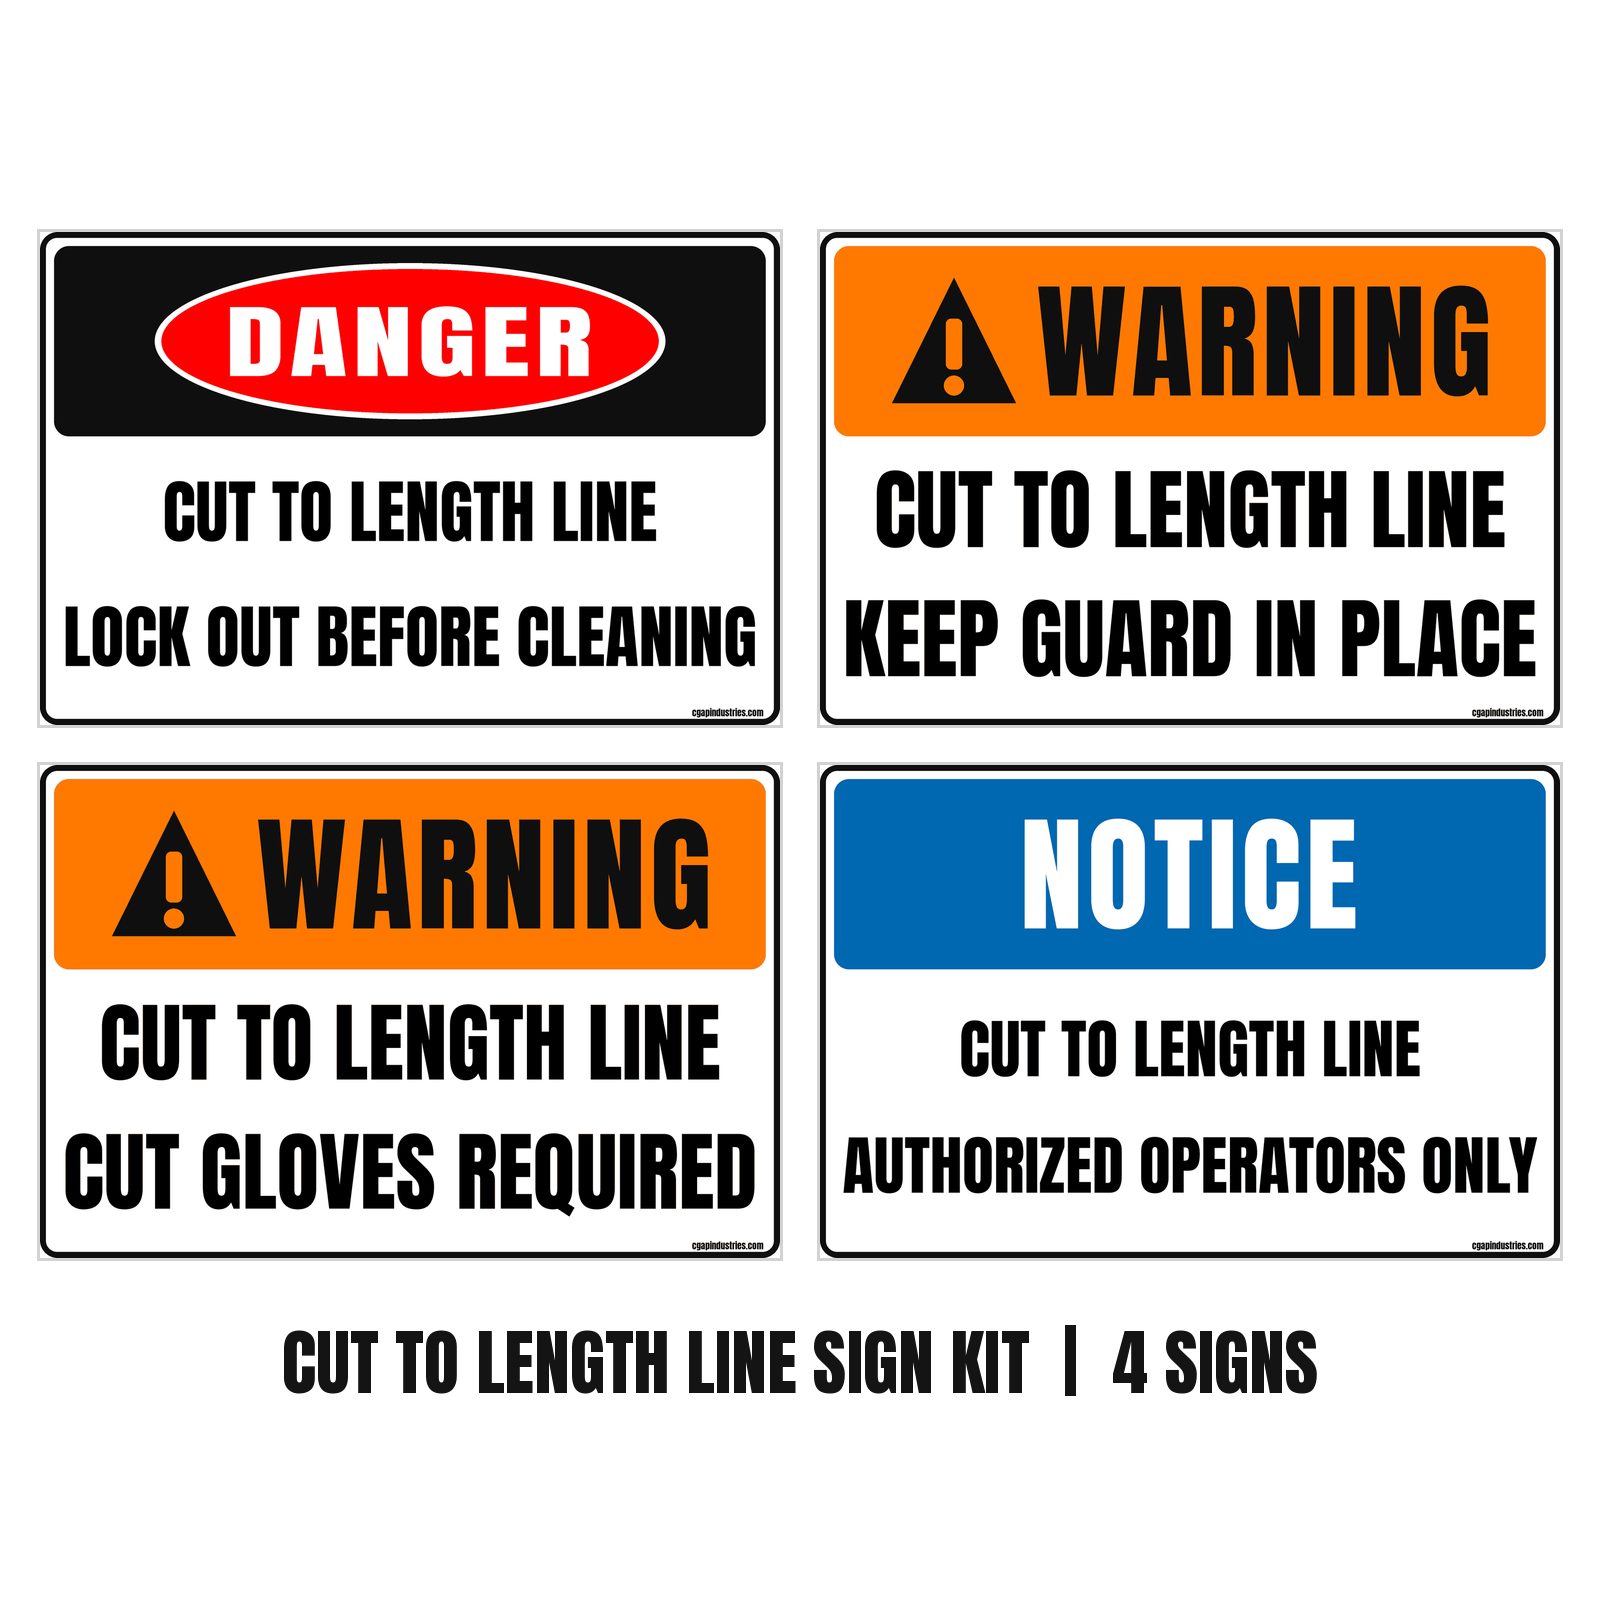 DANGER
CUT TO LENGTH LINE
LOCK OUT BEFORE CLEANING
cgapindustries.com
WARNING
CUT TO LENGTH LINE
KEEP GUARD IN PLACE
cgapindustries.com
WARNING
CUT TO LENGTH LINE
CUT GLOVES REQUIRED
cgapindustries.com
NOTICE
CUT TO LENGTH LINE
AUTHORIZED OPERATORS ONLY
cgapindustries.com
CUT TO LENGTH LINE SIGN KIT | 4 SIGNS